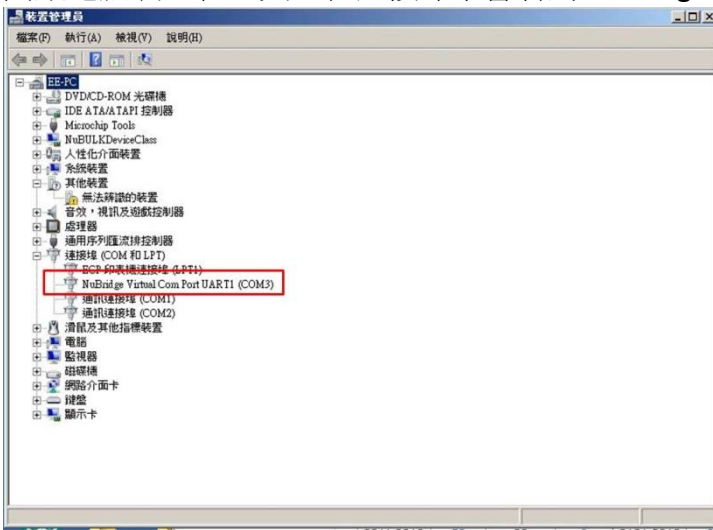 裝置管理員
檔案(F) 執行(A) 檢視(V) 說明(H)
EE-PC
DVD/CD-ROM 光碟機
IDE ATA/ATAPI 控制器
Microchip Tools
NuBULKDeviceClass
人性化介面裝置
系統裝置
其他裝置
無法辨識的裝置
音效，視訊及遊戲控制器
處理器
通用序列匯流排控制器
連接埠 (COM 和 LPT)
ECP 印表機連接埠 (LPT1)
NuBridge Virtual Com Port UART1 (COM3)
通訊連接埠 (COM1)
通訊連接埠 (COM2)
滑鼠及其他指標裝置
電腦
監視器
磁碟機
網路介面卡
鍵盤
顯示卡